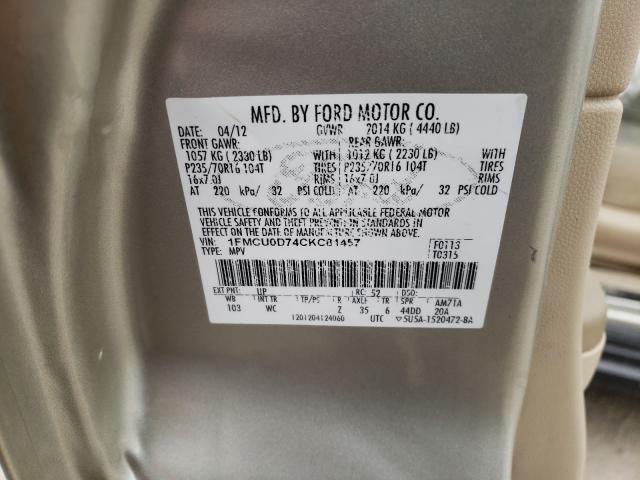 MFD. BY FORD MOTOR CO.
DATE: 04/12 GVWR 2014 KG ( 4440 LB)
FRONT GAWR: REAR GAWR:
1057 KG ( 2330 LB) 1012 KG ( 2230 LB) WITH
P235/70R16 104T TIRES P235/70R16 104T TIRES
16x7.0J RIMS 16x7.0J RIMS
AT 220 kPa/ 32 PSI COLD AT 220 kPa/ 32 PSI COLD
THIS VEHICLE CONFORMS TO ALL APPLICABLE FEDERAL MOTOR
VEHICLE SAFETY AND THEFT PREVENTION STANDARDS IN
EFFECT ON THE DATE OF MANUFACTURE SHOWN ABOVE.
VIN: 1FMCU0D74CKC81457 F0113
TYPE: MPV T0315
EXT PNT: UP RC: 52 DSO:
WB INT TR TP/PS R AXLE TR SPR AM7TA
103 WC Z 35 6 44DD 20A
1201204124060 UTC ▽5USA-1520472-BA